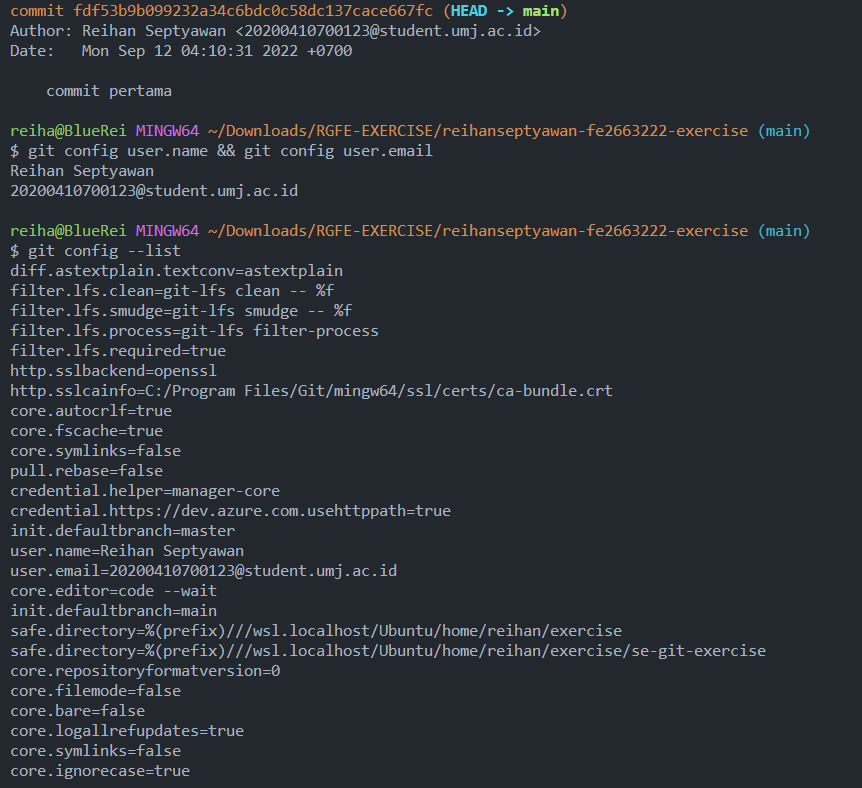 commit fdf53b9b099232a34c6bdc0c58dc137cace667fc (HEAD -> main)
Author: Reihan Septyawan <20200410700123@student.umj.ac.id>
Date:   Mon Sep 12 04:10:31 2022 +0700
    commit pertama
reiha@BlueRei MINGW64 ~/Downloads/RGFE-EXERCISE/reihanseptyawan-fe2663222-exercise (main)
$ git config user.name && git config user.email
Reihan Septyawan
20200410700123@student.umj.ac.id
reiha@BlueRei MINGW64 ~/Downloads/RGFE-EXERCISE/reihanseptyawan-fe2663222-exercise (main)
$ git config --list
diff.astextplain.textconv=astextplain
filter.lfs.clean=git-lfs clean -- %f
filter.lfs.smudge=git-lfs smudge -- %f
filter.lfs.process=git-lfs filter-process
filter.lfs.required=true
http.sslbackend=openssl
http.sslcainfo=C:/Program Files/Git/mingw64/ssl/certs/ca-bundle.crt
core.autocrlf=true
core.fscache=true
core.symlinks=false
pull.rebase=false
credential.helper=manager-core
credential.https://dev.azure.com.usehttppath=true
init.defaultbranch=master
user.name=Reihan Septyawan
user.email=20200410700123@student.umj.ac.id
core.editor=code --wait
init.defaultbranch=main
safe.directory=%(prefix)///wsl.localhost/Ubuntu/home/reihan/exercise
safe.directory=%(prefix)///wsl.localhost/Ubuntu/home/reihan/exercise/se-git-exercise
core.repositoryformatversion=0
core.filemode=false
core.bare=false
core.logallrefupdates=true
core.symlinks=false
core.ignorecase=true